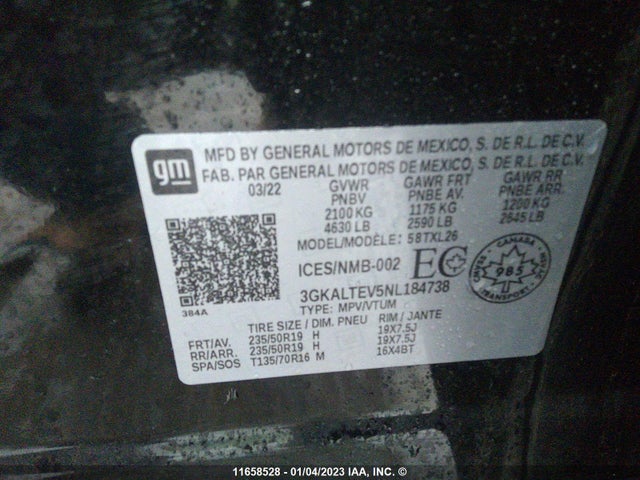 gm
MFD BY GENERAL MOTORS DE MEXICO, S. DE R.L. DE C.V.
FAB. PAR GENERAL MOTORS DE MEXICO, S. DE R.L. DE C.V.
03/22 GVWR GAWR FRT GAWR RR
PNBV PNBE AV. PNBE ARR.
2100 KG 1175 KG 1200 KG
4630 LB 2590 LB 2645 LB
MODEL/MODÈLE: 58TXL26
ICES/NMB-002 EC
CANADA
985
TRANSPORT
3GKALTEV5NL184738
384A
TYPE: MPV/VTUM
TIRE SIZE / DIM. PNEU RIM / JANTE
FRT/AV. 235/50R19 H 19X7.5J
RR/ARR. 235/50R19 H 19X7.5J
SPA/SOS T135/70R16 M 16X4BT
11658528 - 01/04/2023 IAA, INC. ©